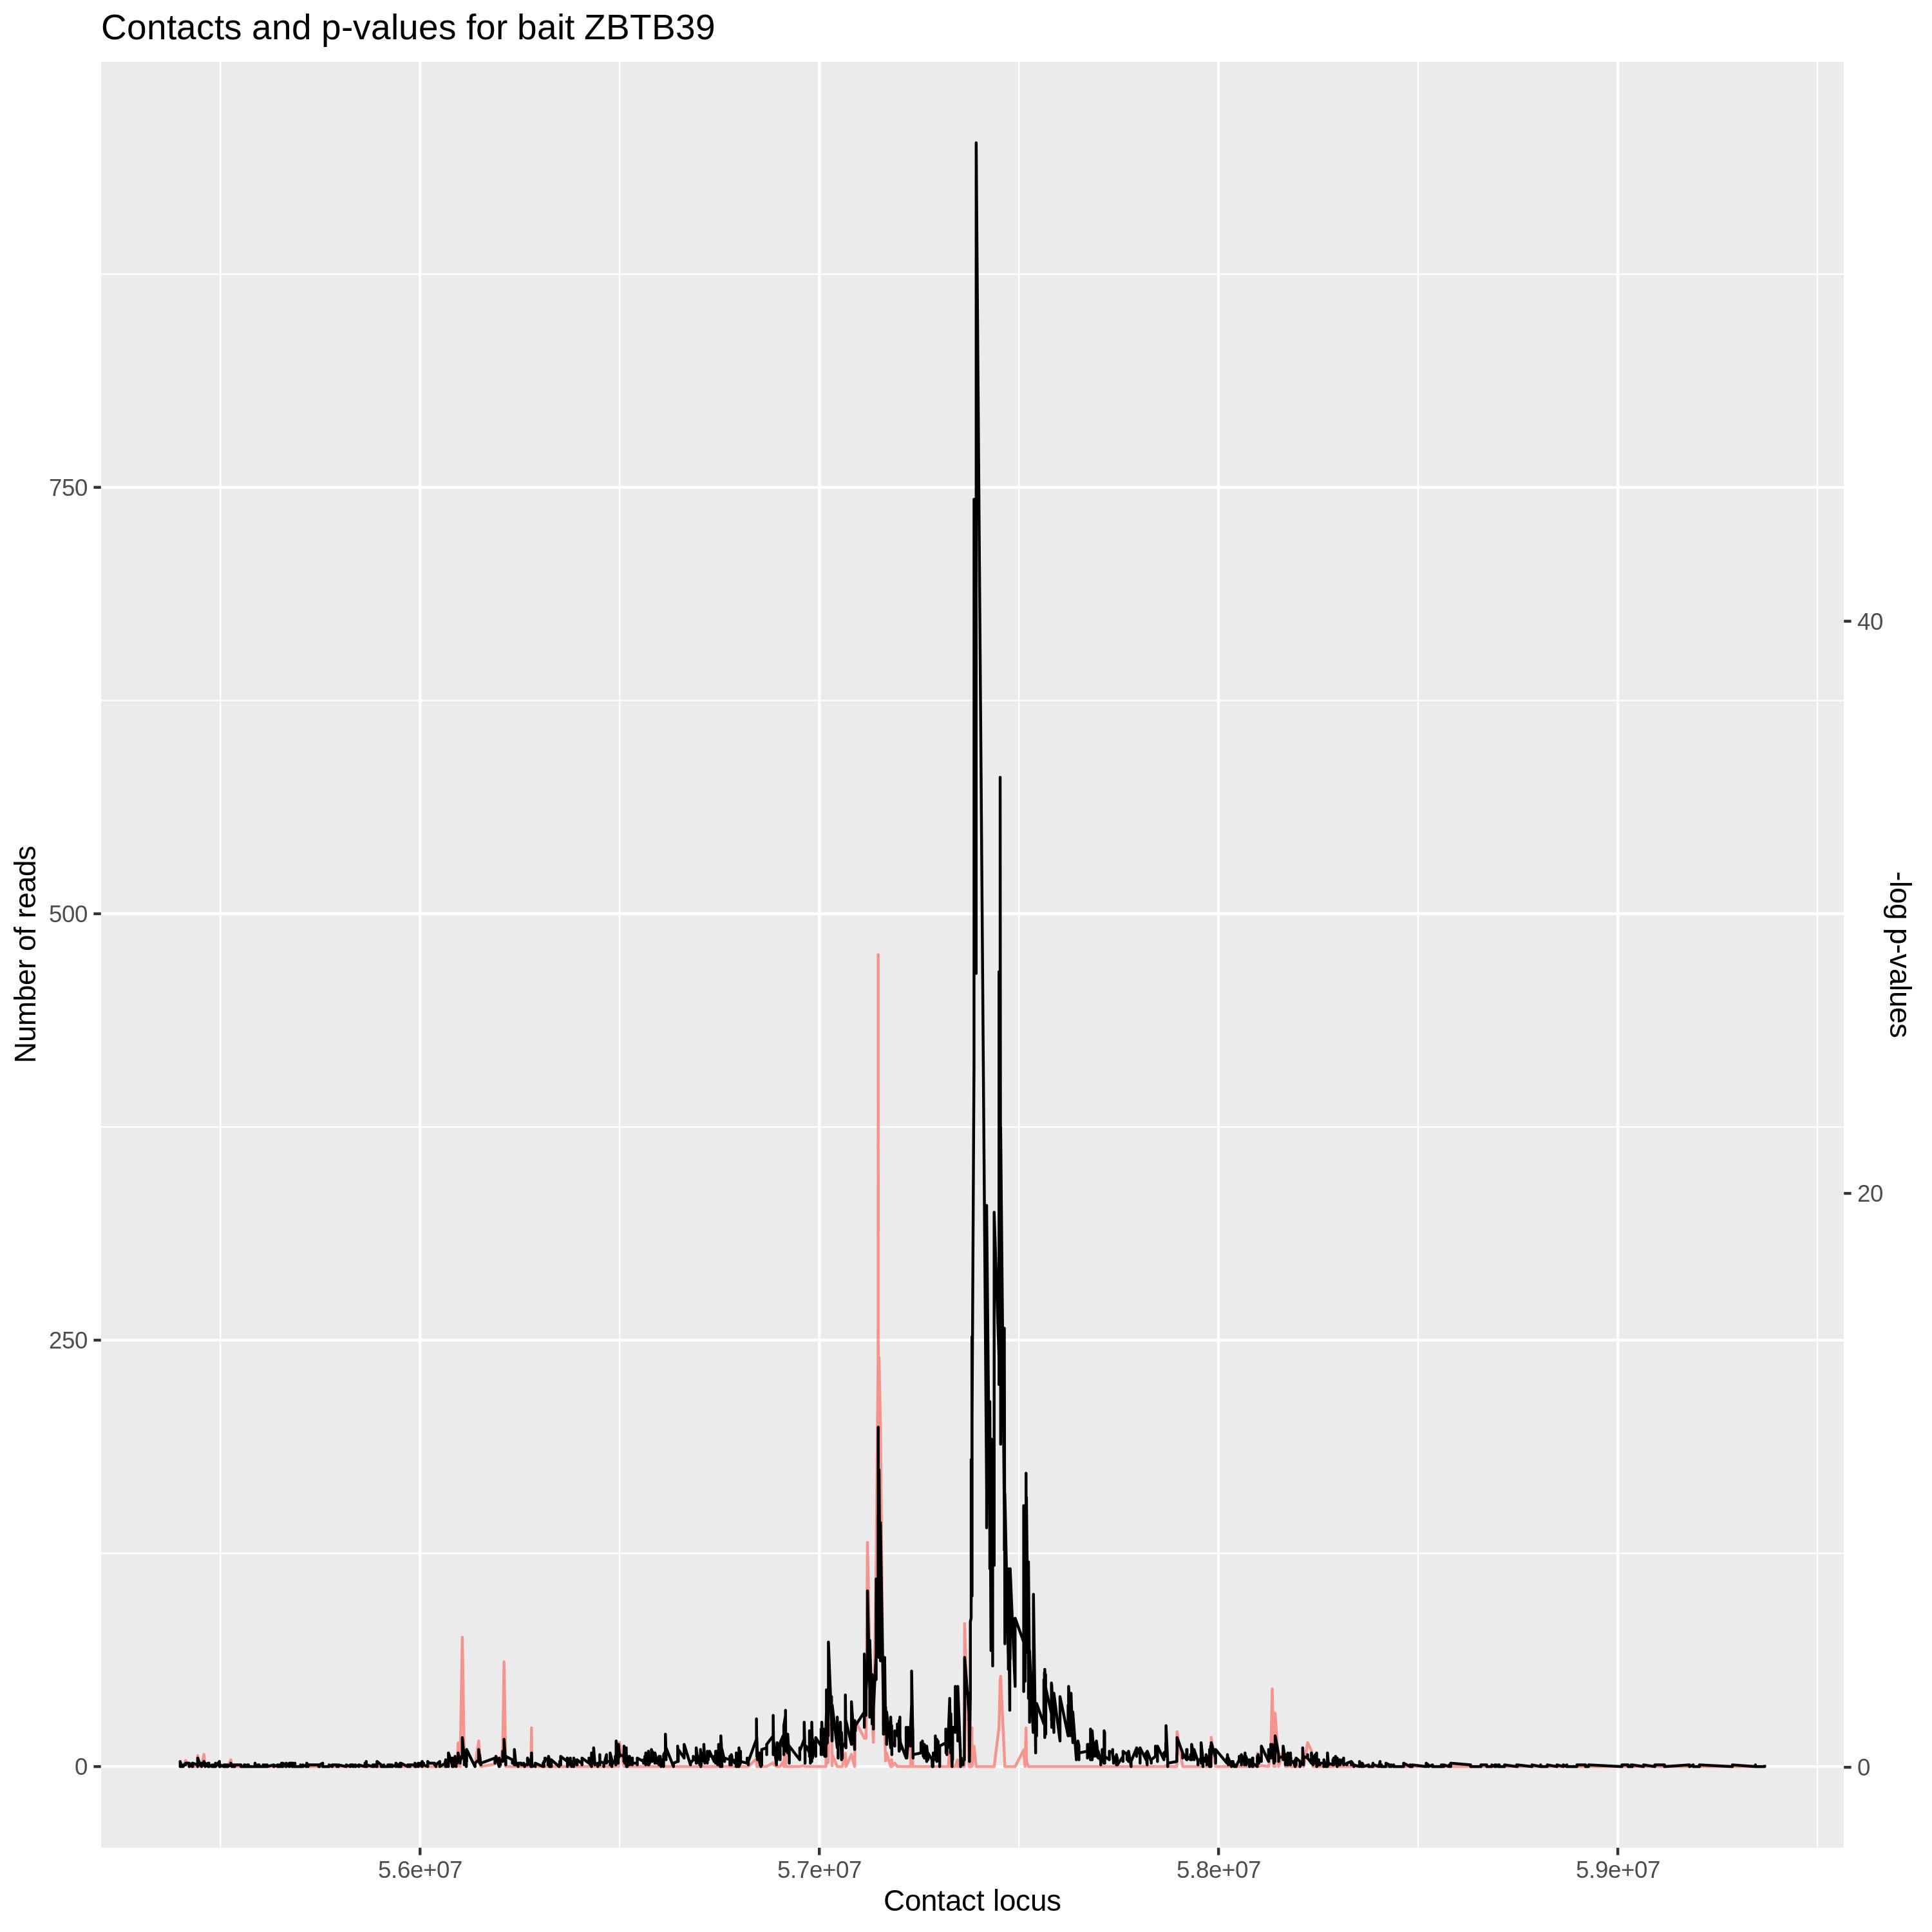 Contacts and p-values for bait ZBTB39
750
500
250
0
Number of reads
40
20
0
-log p-values
5.6e+07
5.7e+07
5.8e+07
5.9e+07
Contact locus